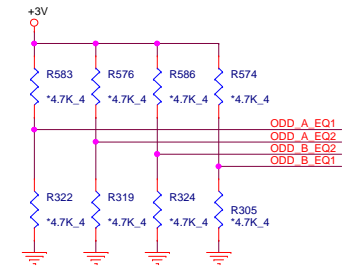 +3V
R583 R576 R586 R574
*4.7K_4 *4.7K_4 *4.7K_4 *4.7K_4
ODD_A_EQ1
ODD_A_EQ2
ODD_B_EQ2
ODD_B_EQ1
R322 R319 R324 R305
*4.7K_4 *4.7K_4 *4.7K_4 *4.7K_4